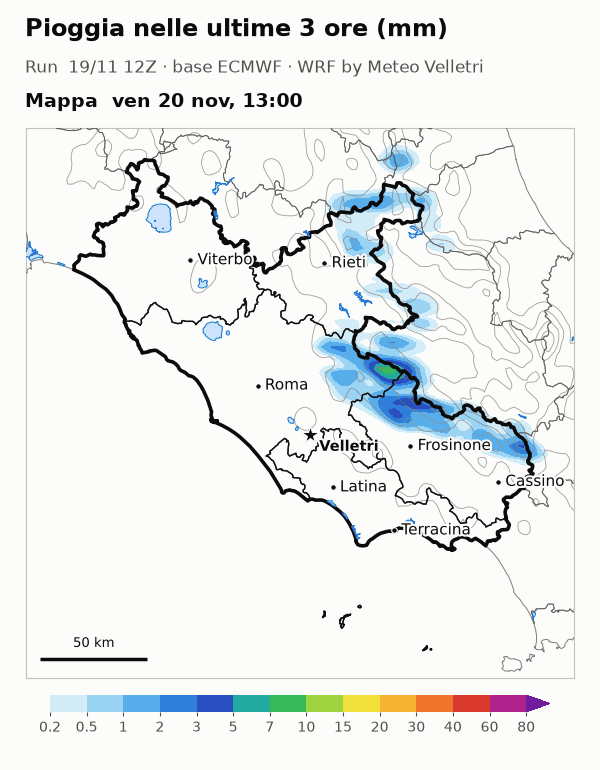 Pioggia nelle ultime 3 ore (mm)
Run 19/11 12Z · base ECMWF · WRF by Meteo Velletri
Mappa ven 20 nov, 13:00
Viterbo
Rieti
Roma
Velletri
Frosinone
Latina
Cassino
Terracina
50 km
0.2 0.5 1 2 3 5 7 10 15 20 30 40 60 80